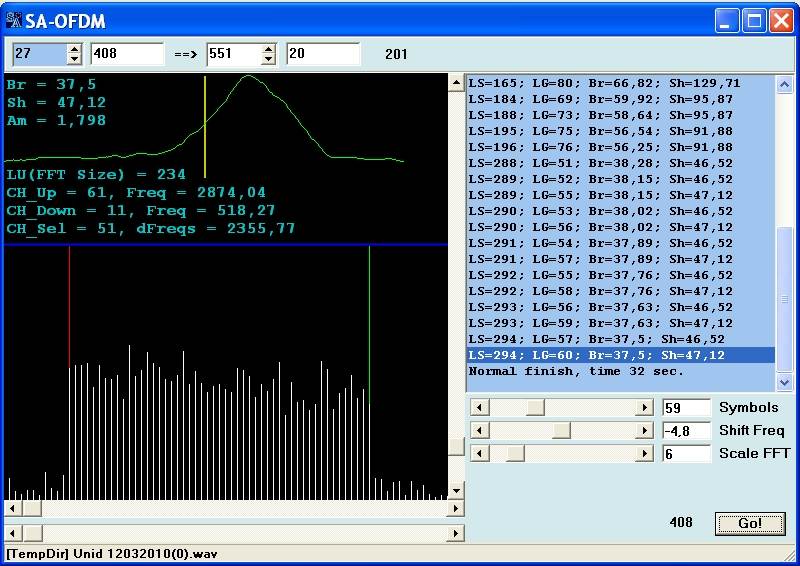 SA-OFDM
27 408 ==> 551 20 201
Br = 37,5
Sh = 47,12
Am = 1,798
LU(FFT Size) = 234
CH_Up = 61, Freq = 2874,04
CH_Down = 11, Freq = 518,27
CH_Sel = 51, dFreqs = 2355,77
LS=165; LG=80; Br=66,82; Sh=129,71
LS=184; LG=69; Br=59,92; Sh=95,87
LS=188; LG=73; Br=58,64; Sh=95,87
LS=195; LG=75; Br=56,54; Sh=91,88
LS=196; LG=76; Br=56,25; Sh=91,88
LS=288; LG=51; Br=38,28; Sh=46,52
LS=289; LG=52; Br=38,15; Sh=46,52
LS=289; LG=55; Br=38,15; Sh=47,12
LS=290; LG=53; Br=38,02; Sh=46,52
LS=290; LG=56; Br=38,02; Sh=47,12
LS=291; LG=54; Br=37,89; Sh=46,52
LS=291; LG=57; Br=37,89; Sh=47,12
LS=292; LG=55; Br=37,76; Sh=46,52
LS=292; LG=58; Br=37,76; Sh=47,12
LS=293; LG=56; Br=37,63; Sh=46,52
LS=293; LG=59; Br=37,63; Sh=47,12
LS=294; LG=57; Br=37,5; Sh=46,52
LS=294; LG=60; Br=37,5; Sh=47,12
Normal finish, time 32 sec.
59 Symbols
-4,8 Shift Freq
6 Scale FFT
408 Go!
[TempDir] Unid 12032010(0).wav